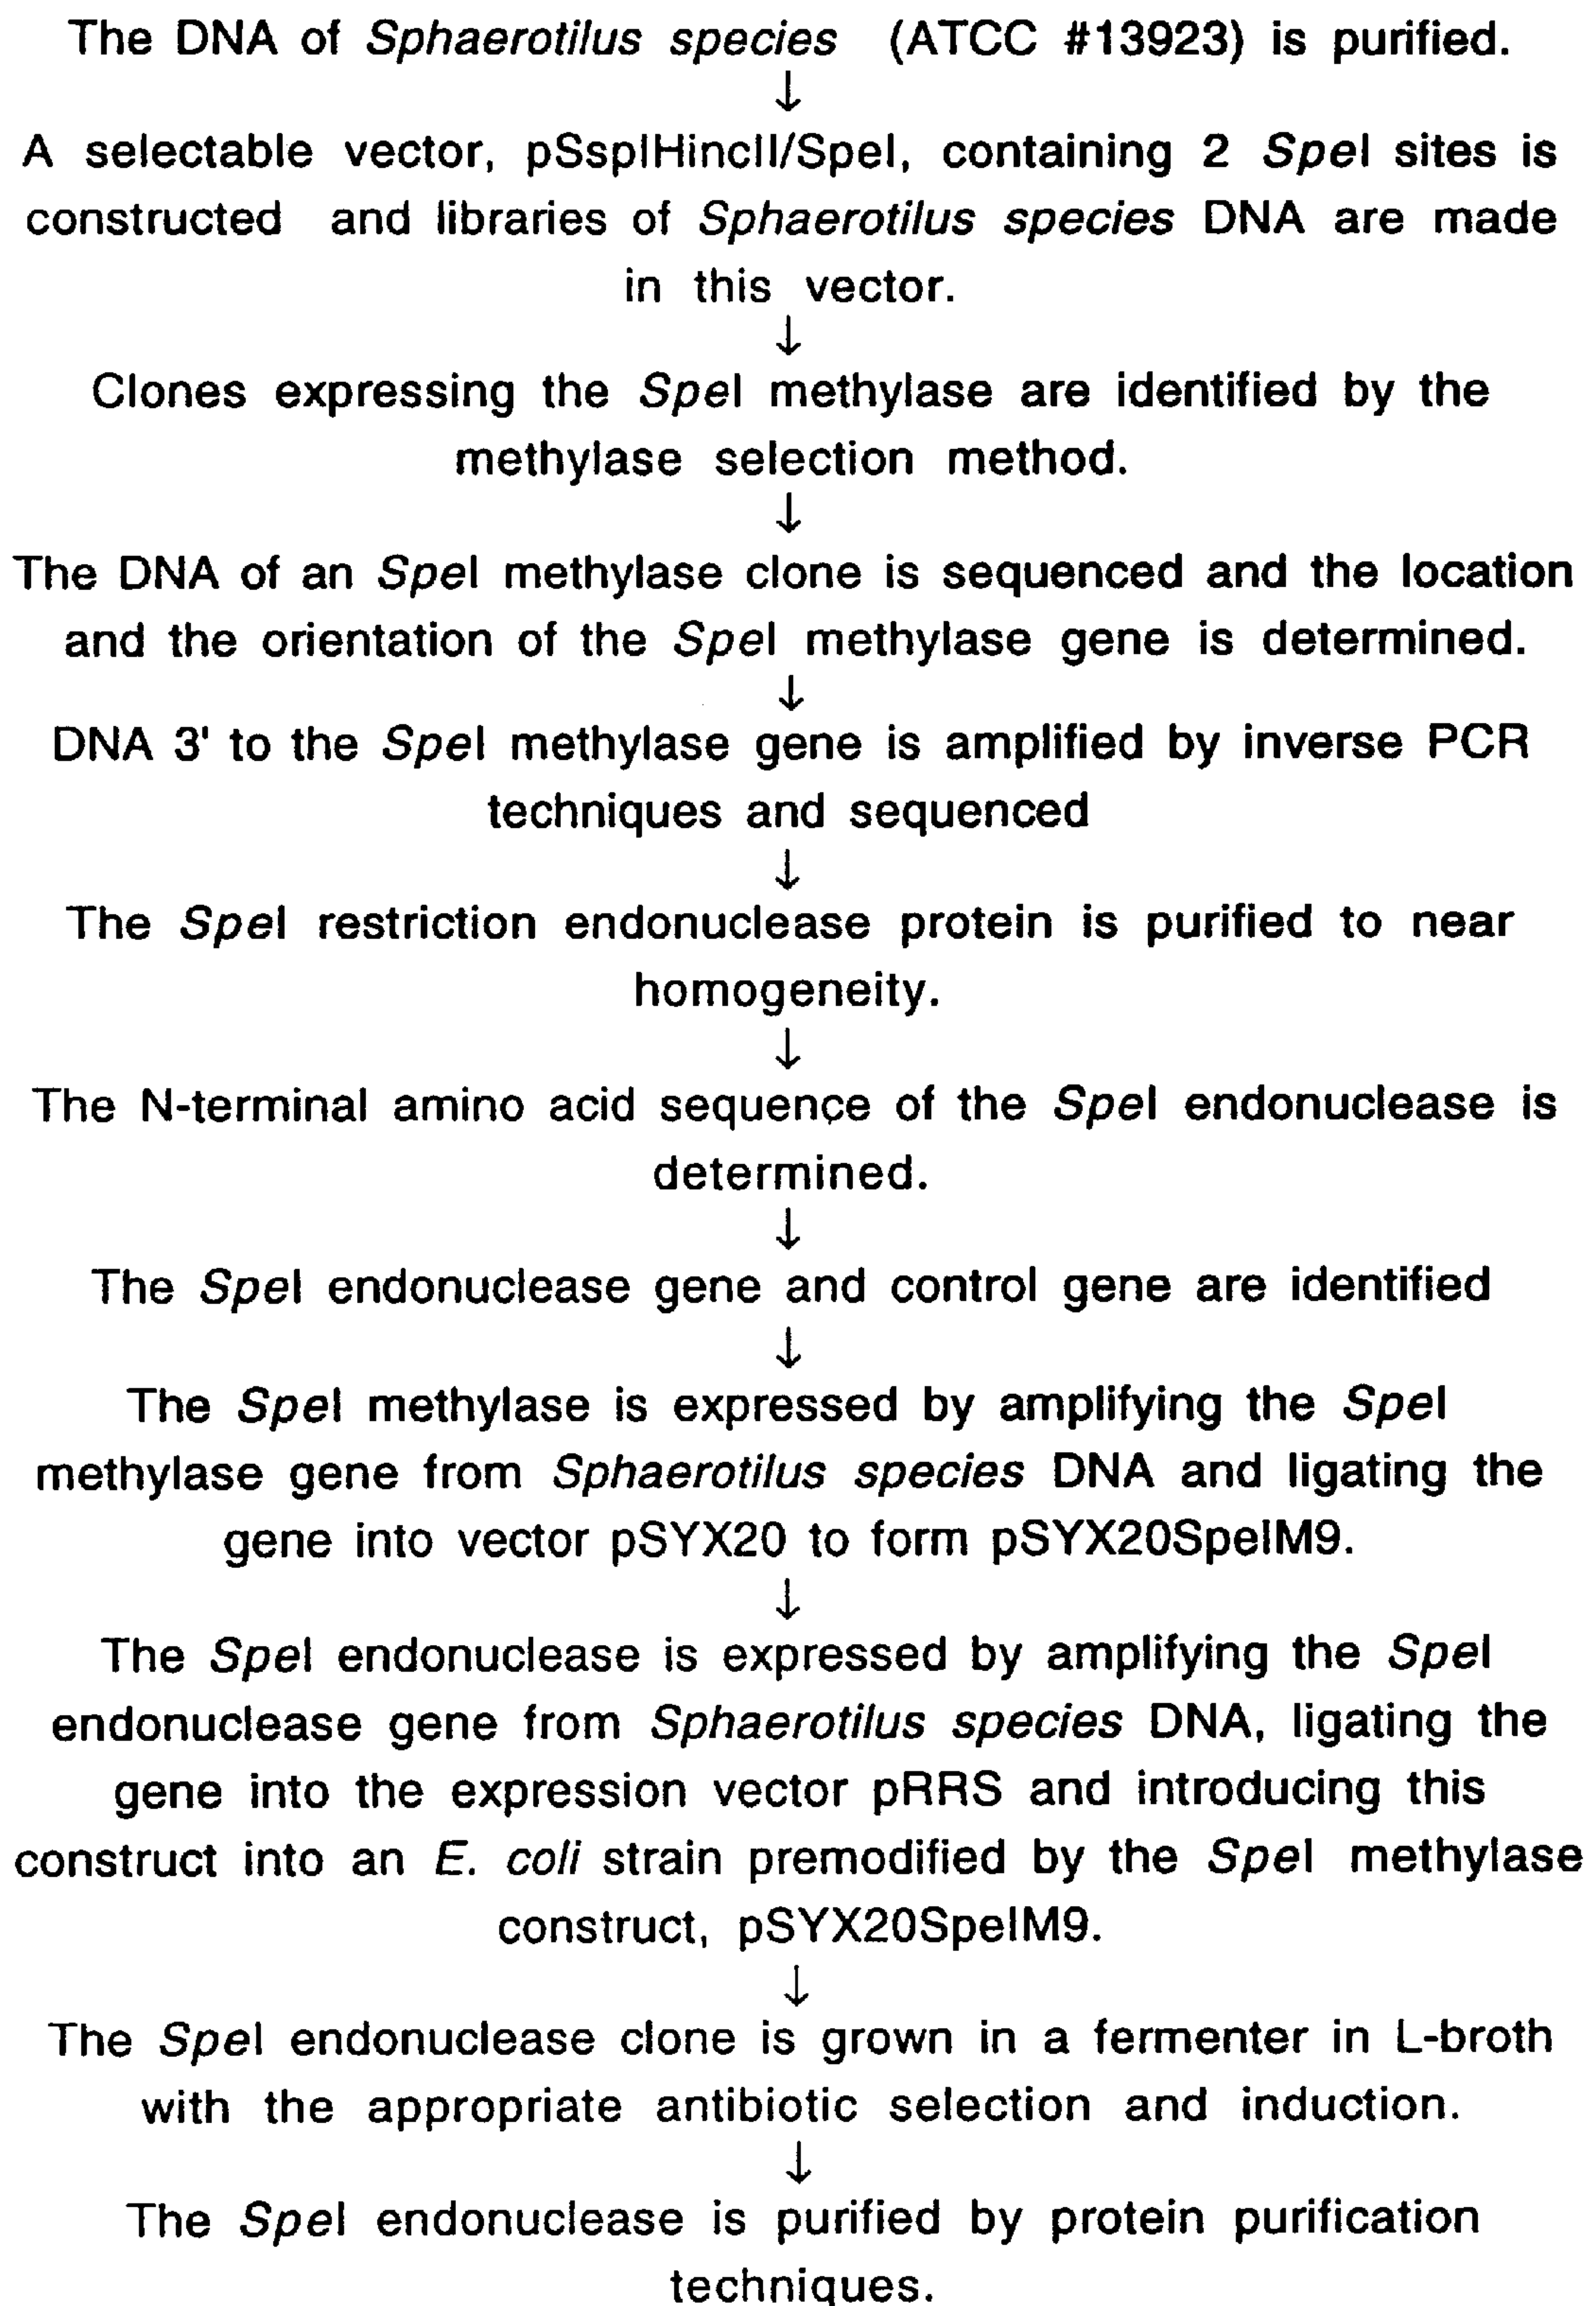 The DNA of Sphaerotilus species (ATCC #13923) is purified.
↓
A selectable vector, pSspIHincII/SpeI, containing 2 SpeI sites is
constructed and libraries of Sphaerotilus species DNA are made
in this vector.
↓
Clones expressing the SpeI methylase are identified by the
methylase selection method.
↓
The DNA of an SpeI methylase clone is sequenced and the location
and the orientation of the SpeI methylase gene is determined.
↓
DNA 3' to the SpeI methylase gene is amplified by inverse PCR
techniques and sequenced
↓
The SpeI restriction endonuclease protein is purified to near
homogeneity.
↓
The N-terminal amino acid sequence of the SpeI endonuclease is
determined.
↓
The SpeI endonuclease gene and control gene are identified
↓
The SpeI methylase is expressed by amplifying the SpeI
methylase gene from Sphaerotilus species DNA and ligating the
gene into vector pSYX20 to form pSYX20SpeIM9.
↓
The SpeI endonuclease is expressed by amplifying the SpeI
endonuclease gene from Sphaerotilus species DNA, ligating the
gene into the expression vector pRRS and introducing this
construct into an E. coli strain premodified by the SpeI methylase
construct, pSYX20SpeIM9.
↓
The SpeI endonuclease clone is grown in a fermenter in L-broth
with the appropriate antibiotic selection and induction.
↓
The SpeI endonuclease is purified by protein purification
techniques.